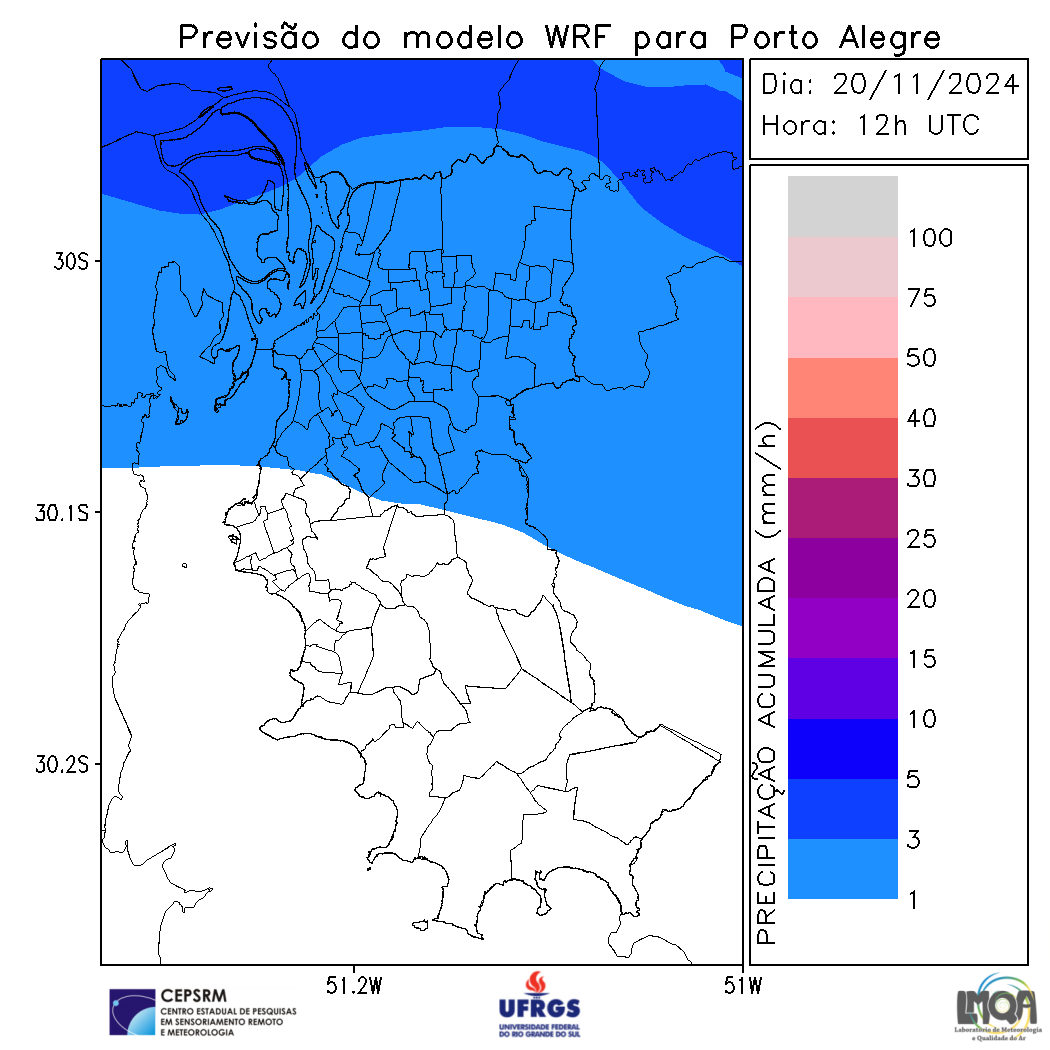 Previsão do modelo WRF para Porto Alegre
Dia: 20/11/2024
Hora: 12h UTC
30S
30.1S
30.2S
51.2W
51W
PRECIPITAÇÃO ACUMULADA (mm/h)
100
75
50
40
30
25
20
15
10
5
3
1
CEPSRM
CENTRO ESTADUAL DE PESQUISAS
EM SENSORIAMENTO REMOTO
E METEOROLOGIA
UFRGS
UNIVERSIDADE FEDERAL
DO RIO GRANDE DO SUL
LMQA
Laboratório de Meteorologia
e Qualidade do Ar